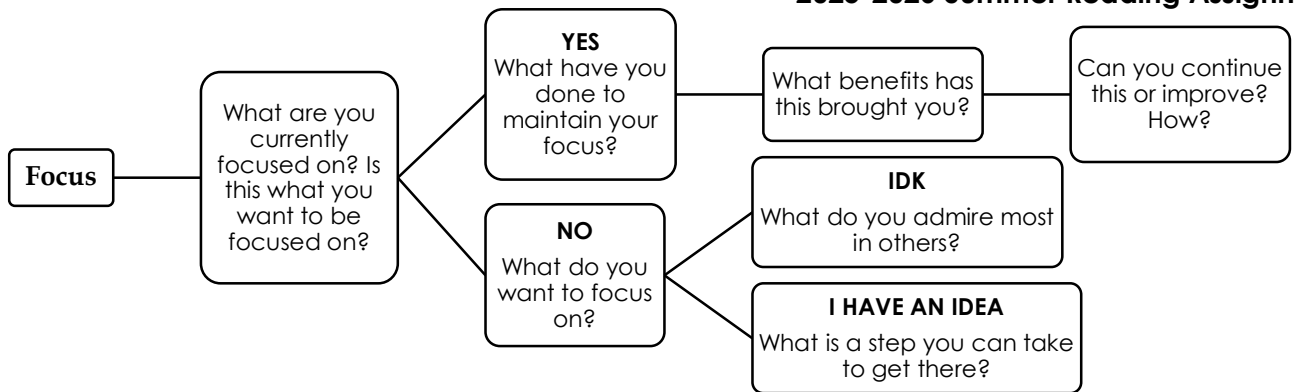 Summer Reading
YES
What have you
done to
maintain your
focus?
What benefits has
this brought you?
Can you continue
this or improve?
How?
Focus
What are you
currently
focused on? Is
this what you
want to be
focused on?
NO
What do you
want to focus
on?
IDK
What do you admire most
in others?
I HAVE AN IDEA
What is a step you can take
to get there?